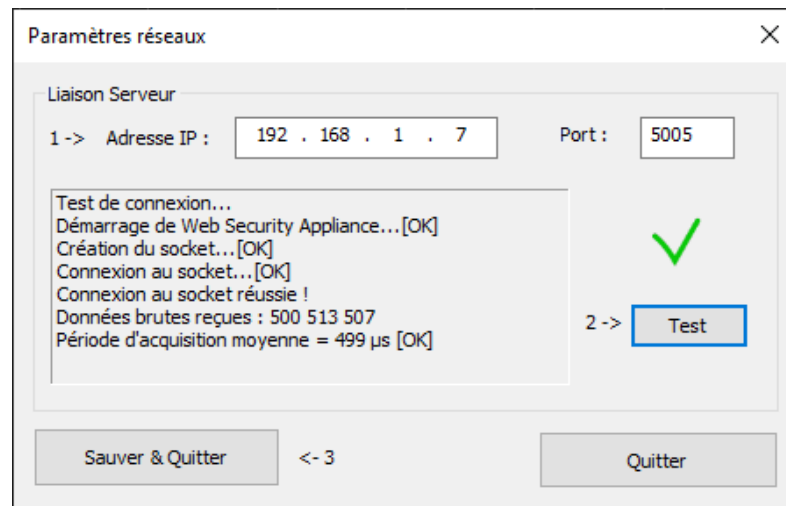 Paramètres réseaux
Liaison Serveur
1 -> Adresse IP : 192 . 168 . 1 . 7 Port : 5005
Test de connexion...
Démarrage de Web Security Appliance...[OK]
Création du socket...[OK]
Connexion au socket...[OK]
Connexion au socket réussie !
Données brutes reçues : 500 513 507
Période d'acquisition moyenne = 499 µs [OK]
2 -> Test
Sauver & Quitter <- 3 Quitter